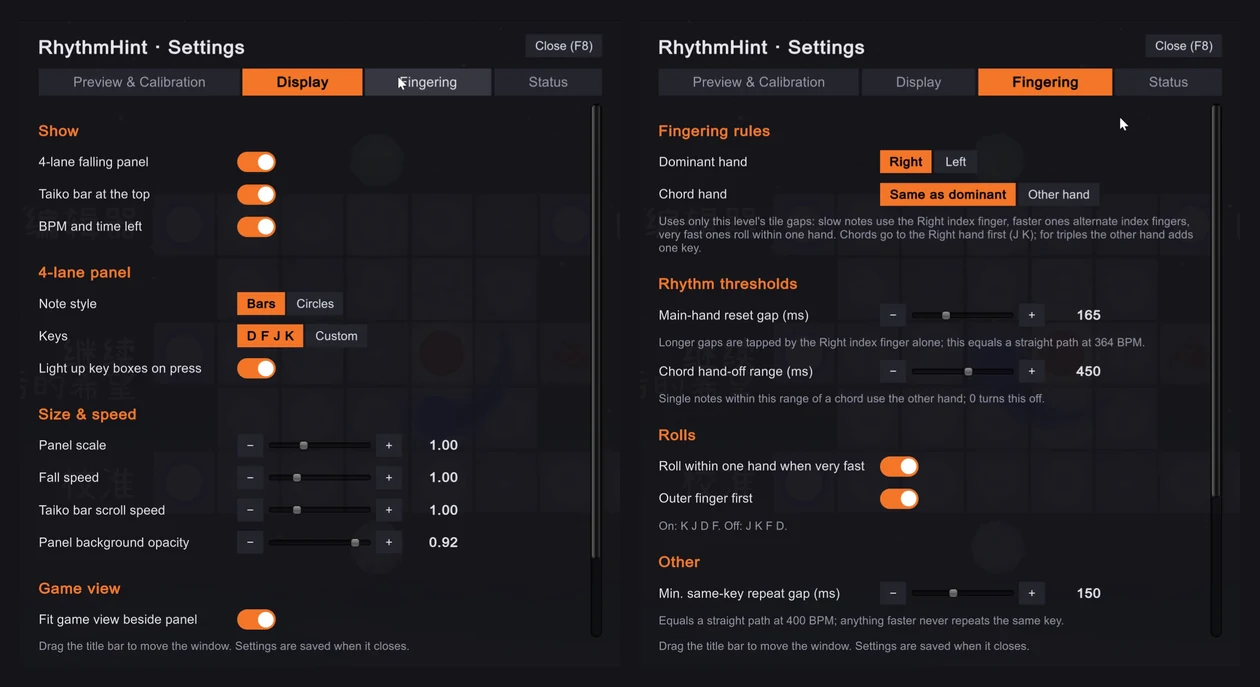 RhythmHint · Settings
Close (F8)
Preview & Calibration
Display
Fingering
Status
Show
4-lane falling panel
Taiko bar at the top
BPM and time left
4-lane panel
Note style
Bars
Circles
Keys
D F J K
Custom
Light up key boxes on press
Size & speed
Panel scale
−
+
1.00
Fall speed
−
+
1.00
Taiko bar scroll speed
−
+
1.00
Panel background opacity
−
+
0.92
Game view
Fit game view beside panel
Drag the title bar to move the window. Settings are saved when it closes.
RhythmHint · Settings
Close (F8)
Preview & Calibration
Display
Fingering
Status
Fingering rules
Dominant hand
Right
Left
Chord hand
Same as dominant
Other hand
Uses only this level's tile gaps: slow notes use the Right index finger, faster ones alternate index fingers,
very fast ones roll within one hand. Chords go to the Right hand first (J K); for triples the other hand adds
one key.
Rhythm thresholds
Main-hand reset gap (ms)
−
+
165
Longer gaps are tapped by the Right index finger alone; this equals a straight path at 364 BPM.
Chord hand-off range (ms)
−
+
450
Single notes within this range of a chord use the other hand; 0 turns this off.
Rolls
Roll within one hand when very fast
Outer finger first
On: K J D F. Off: J K F D.
Other
Min. same-key repeat gap (ms)
−
+
150
Equals a straight path at 400 BPM; anything faster never repeats the same key.
Drag the title bar to move the window. Settings are saved when it closes.